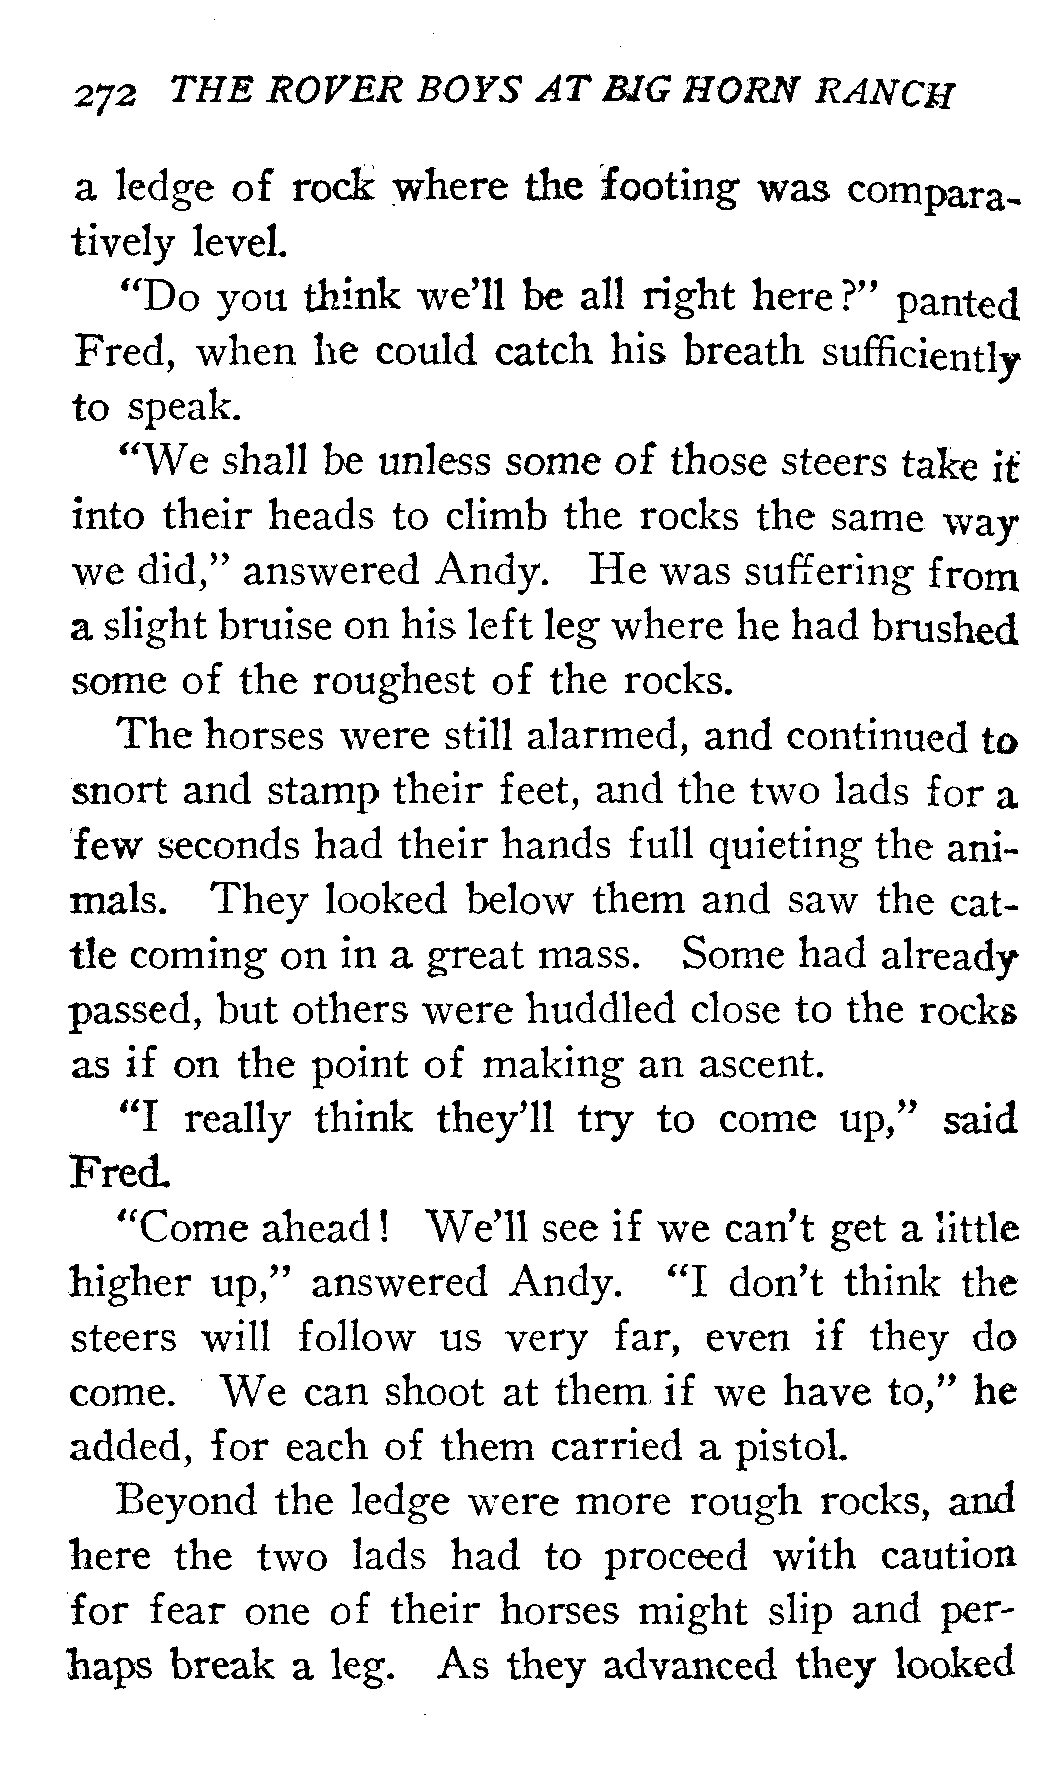 272 THE ROVER BOYS AT BIG HORN RANCH
a ledge of rock where the footing was compara-
tively level.
"Do you think we'll be all right here?" panted
Fred, when he could catch his breath sufficiently
to speak.
"We shall be unless some of those steers take it
into their heads to climb the rocks the same way
we did," answered Andy. He was suffering from
a slight bruise on his left leg where he had brushed
some of the roughest of the rocks.
The horses were still alarmed, and continued to
snort and stamp their feet, and the two lads for a
few seconds had their hands full quieting the ani-
mals. They looked below them and saw the cat-
tle coming on in a great mass. Some had already
passed, but others were huddled close to the rocks
as if on the point of making an ascent.
"I really think they'll try to come up," said
Fred.
"Come ahead! We'll see if we can't get a little
higher up," answered Andy. "I don't think the
steers will follow us very far, even if they do
come. We can shoot at them if we have to," he
added, for each of them carried a pistol.
Beyond the ledge were more rough rocks, and
here the two lads had to proceed with caution
for fear one of their horses might slip and per-
haps break a leg. As they advanced they looked